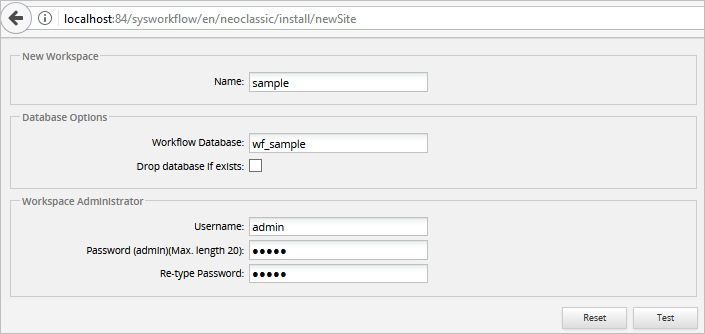 localhost:84/sysworkflow/en/neoclassic/install/newSite
New Workspace
Name: sample
Database Options
Workflow Database: wf_sample
Drop database if exists:
Workspace Administrator
Username: admin
Password (admin)(Max. length 20): •••••
Re-type Password: •••••
Reset Test